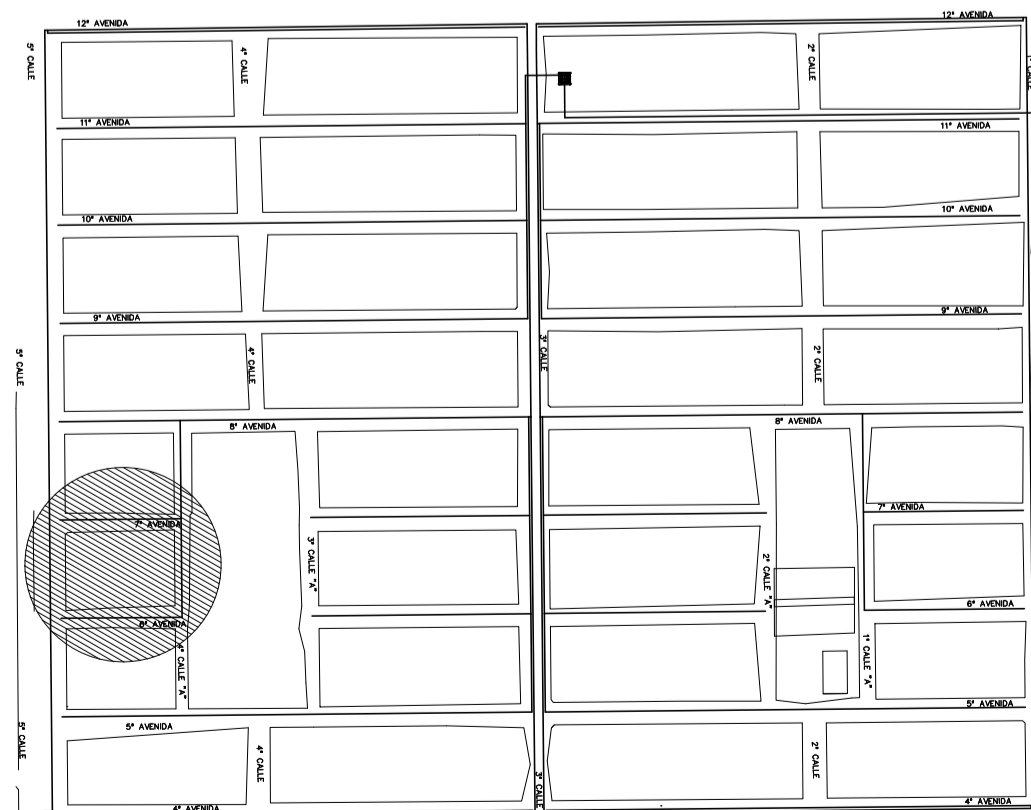 12ª AVENIDA
12ª AVENIDA
5ª CALLE
4ª CALLE
2ª CALLE
1ª CALLE
11ª AVENIDA
11ª AVENIDA
10ª AVENIDA
10ª AVENIDA
9ª AVENIDA
9ª AVENIDA
5ª CALLE
4ª CALLE
3ª CALLE
2ª CALLE
8ª AVENIDA
8ª AVENIDA
7ª AVENIDA
7ª AVENIDA
3ª CALLE "A"
2ª CALLE "A"
6ª AVENIDA
6ª AVENIDA
4ª CALLE "A"
1ª CALLE "A"
5ª AVENIDA
5ª AVENIDA
5ª CALLE
4ª CALLE
3ª CALLE
2ª CALLE
4ª AVENIDA
4ª AVENIDA